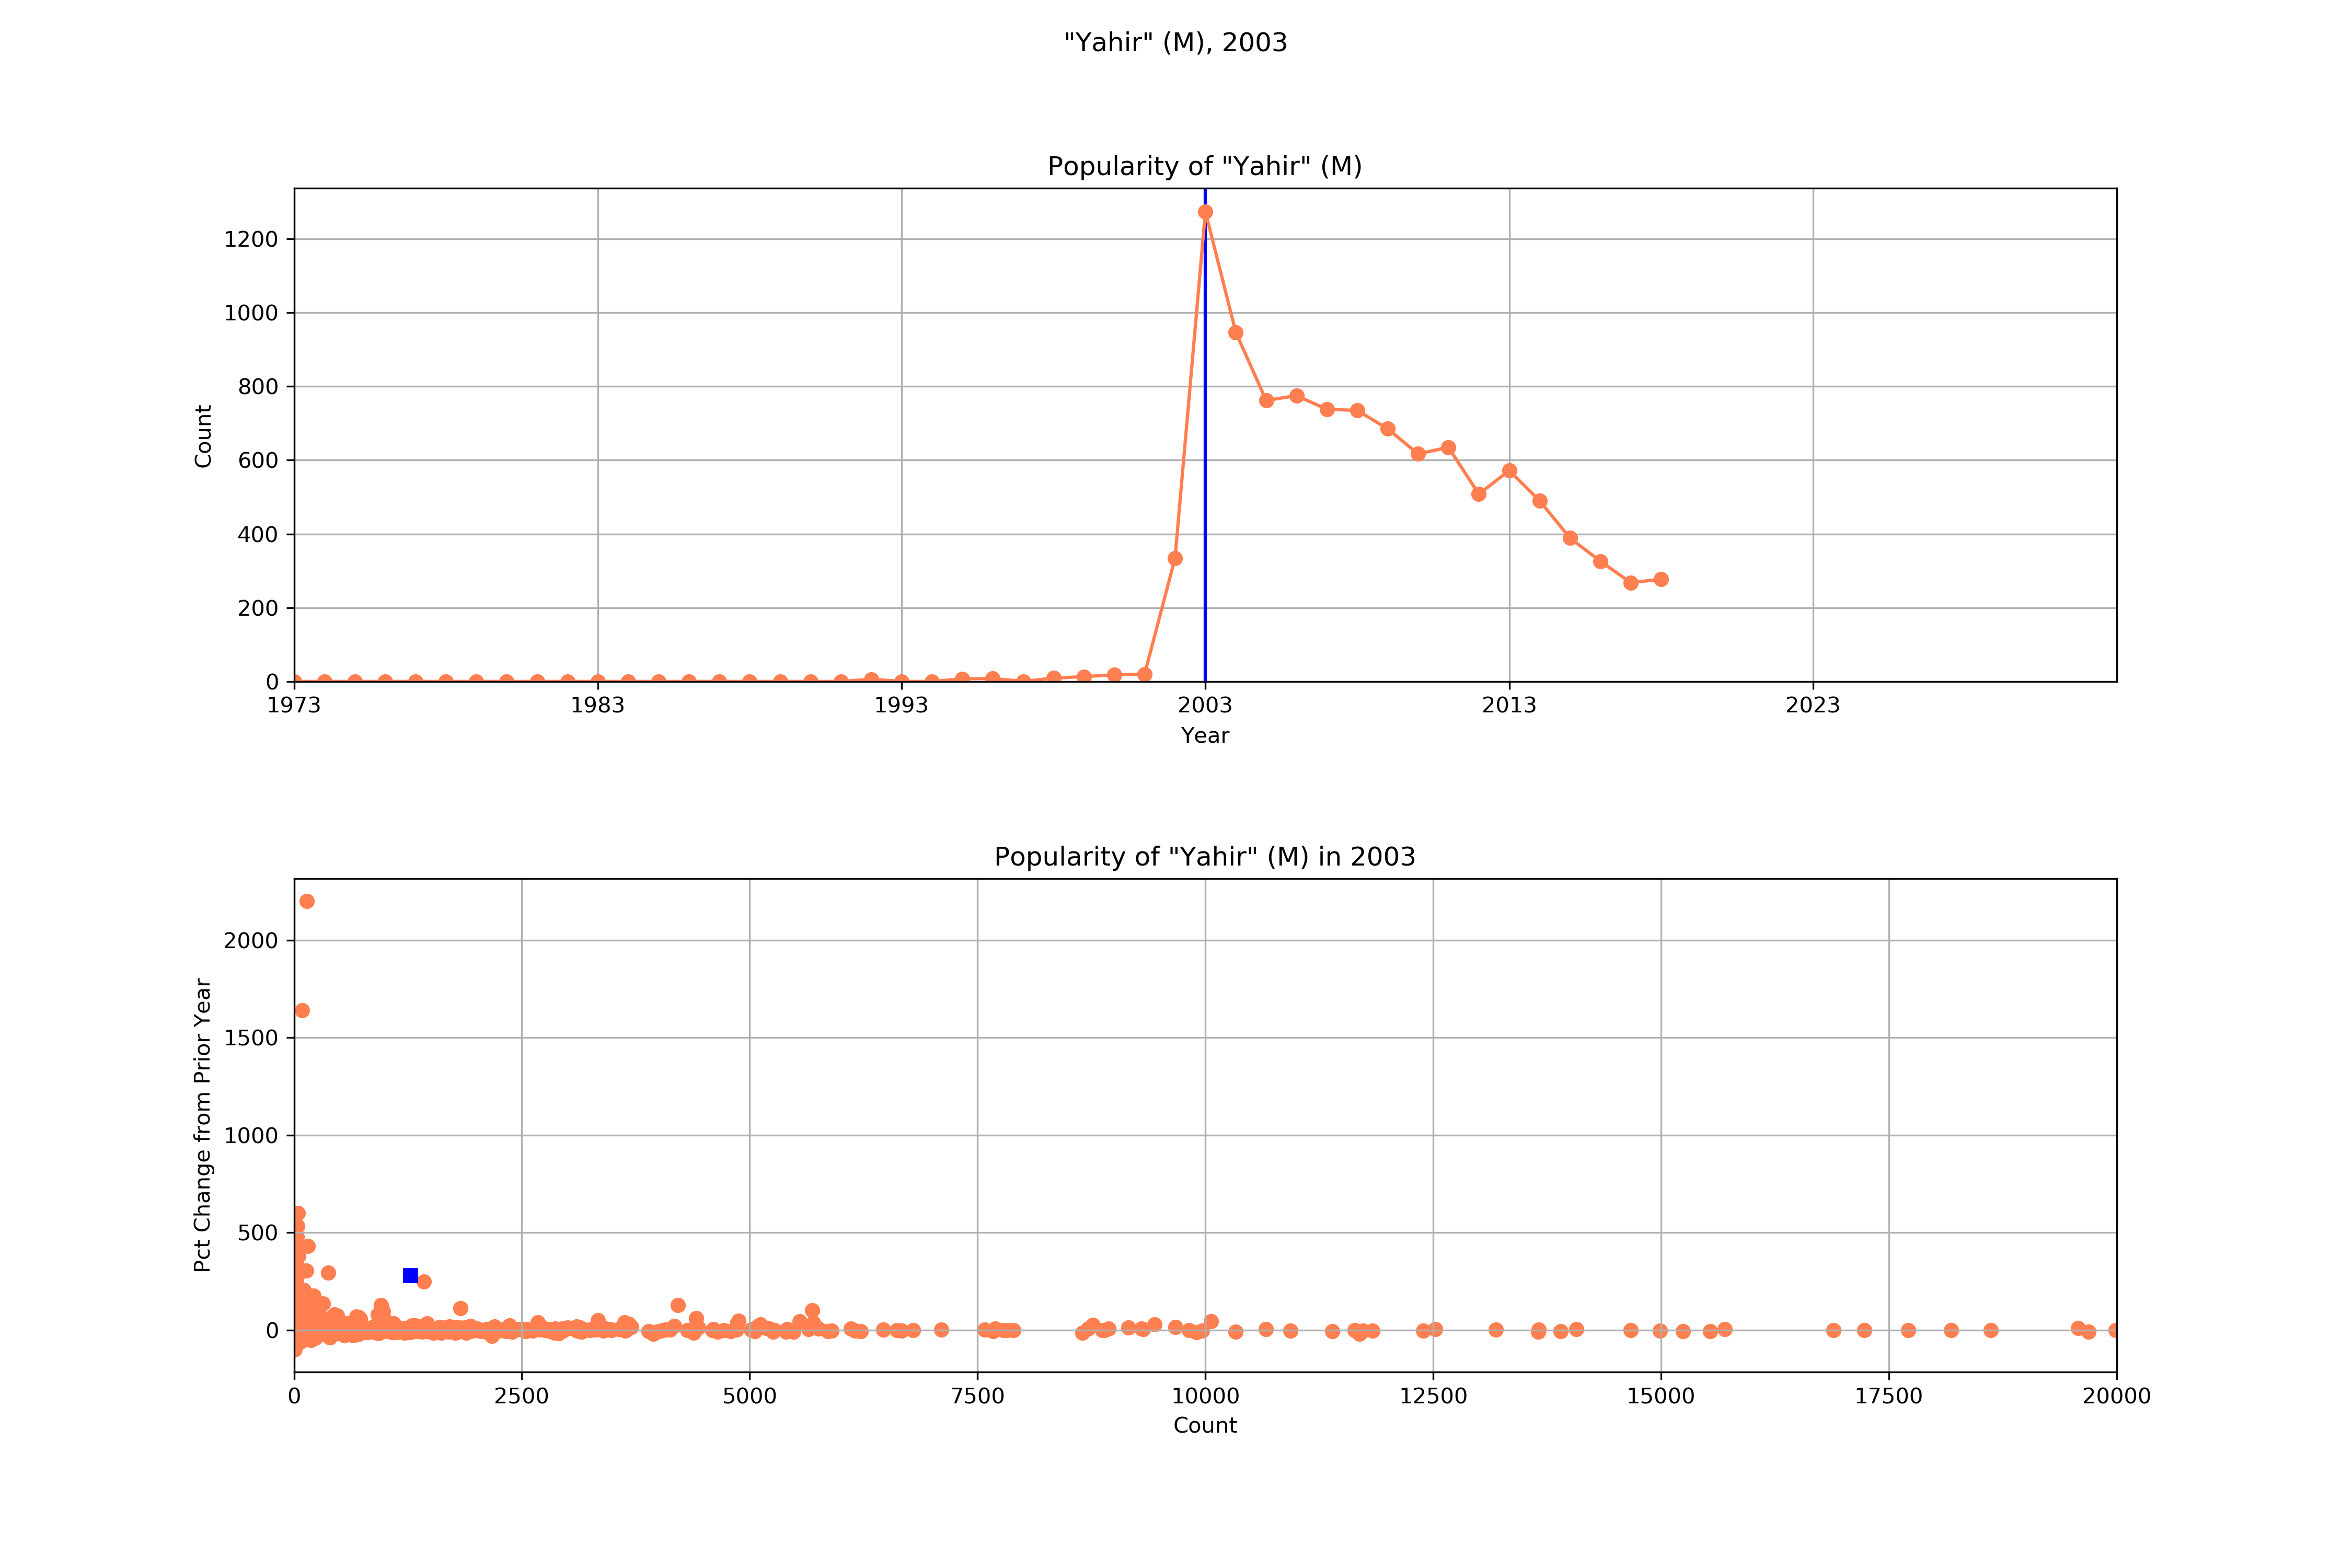 "Yahir" (M), 2003
Popularity of "Yahir" (M)
Count
1200
1000
800
600
400
200
0
1973 1983 1993 2003 2013 2023
Year
Popularity of "Yahir" (M) in 2003
Pct Change from Prior Year
2000
1500
1000
500
0
0 2500 5000 7500 10000 12500 15000 17500 20000
Count